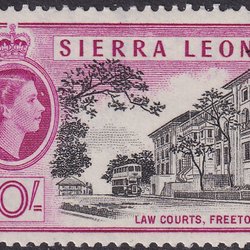 SIERRA LEON
0/-
LAW COURTS, FREETO